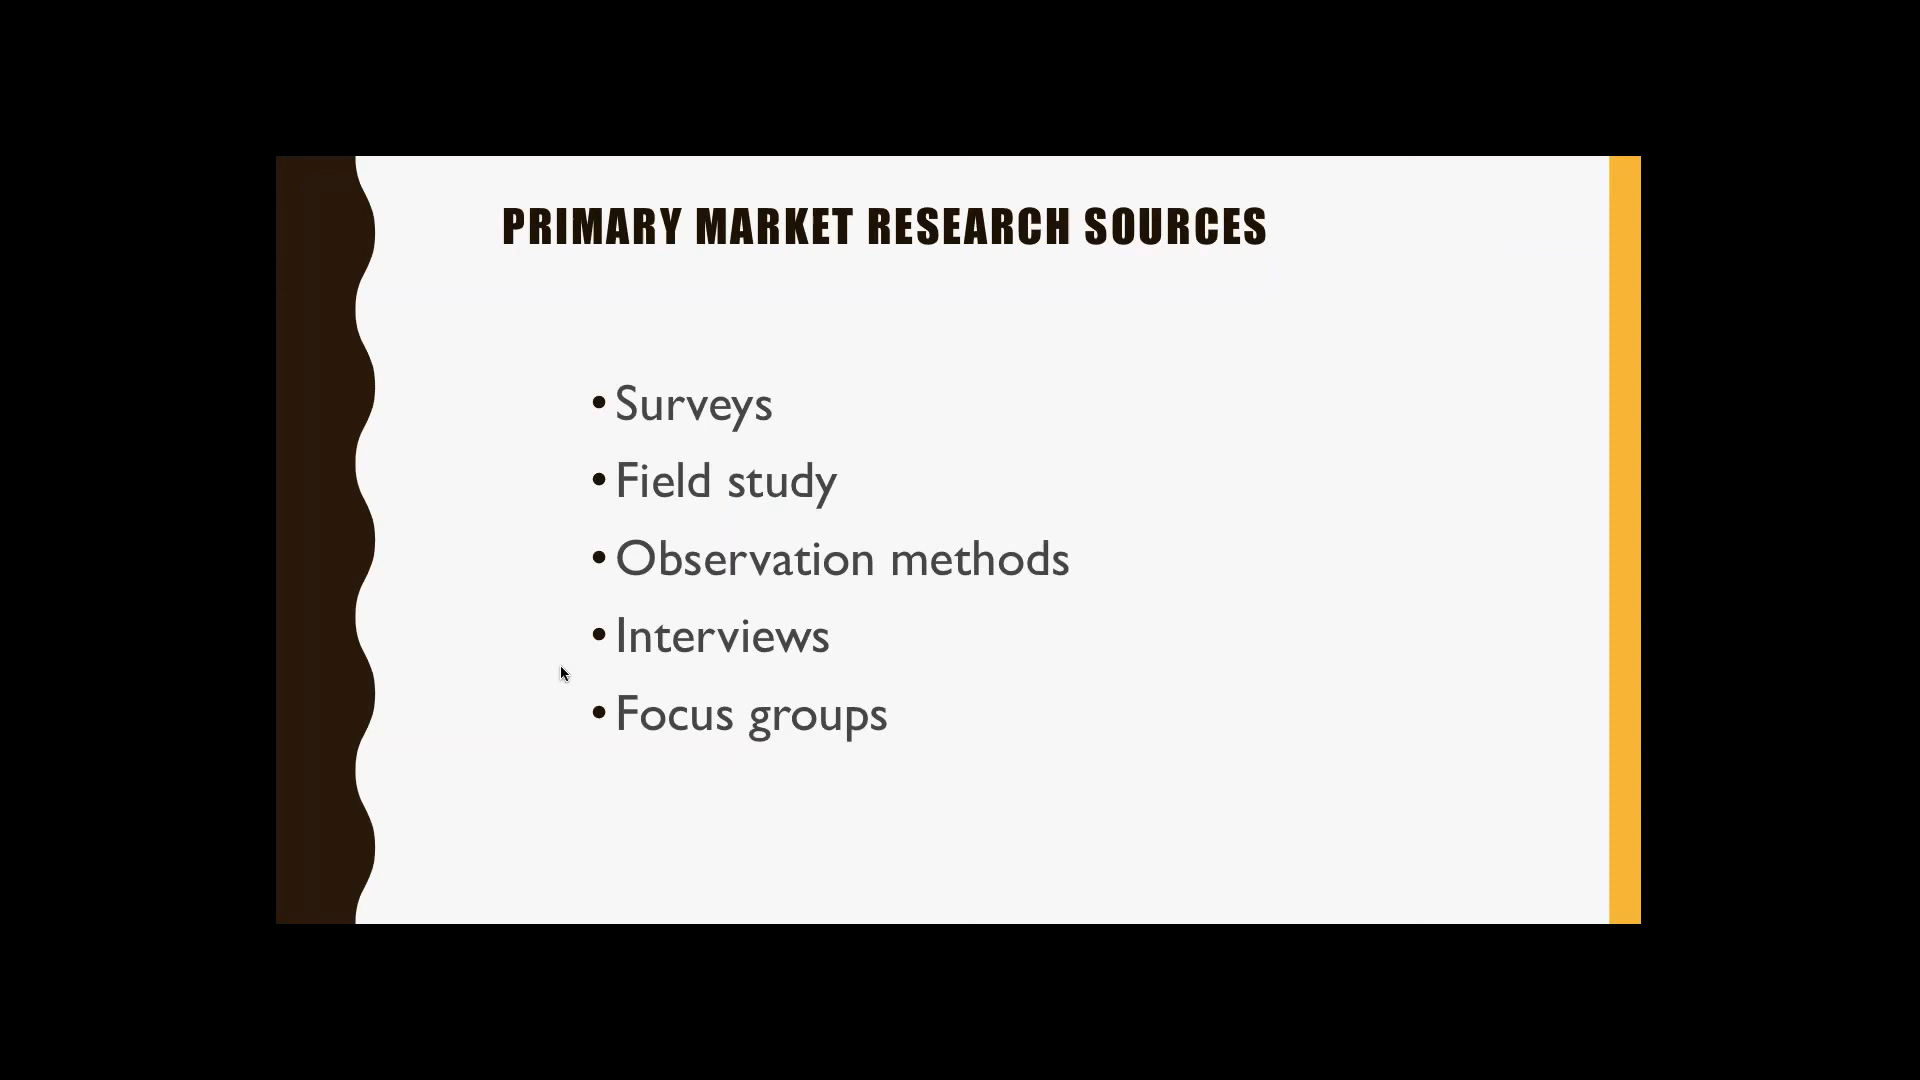 PRIMARY MARKET RESEARCH SOURCES
• Surveys
• Field study
• Observation methods
• Interviews
• Focus groups